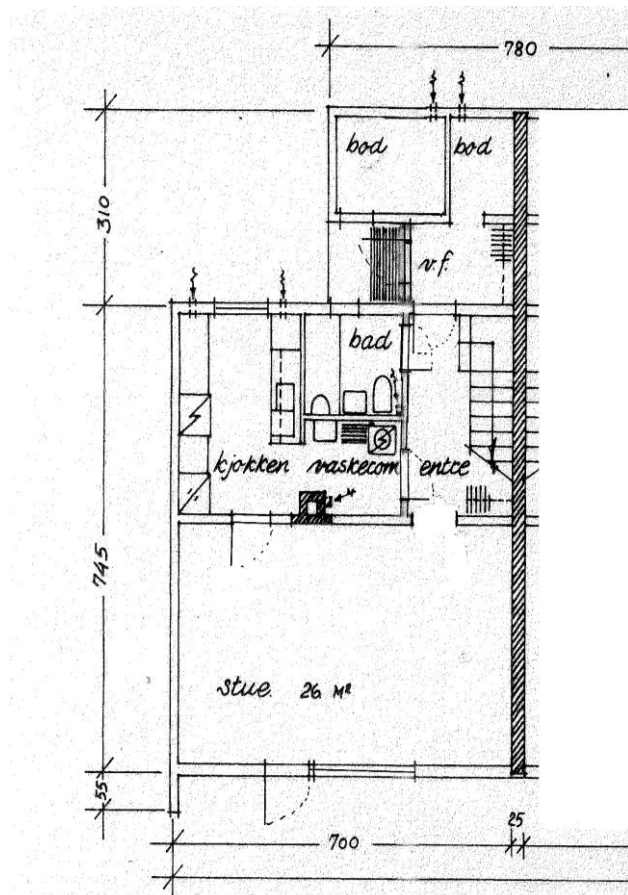 780
bod bod
310
v.f.
bad
kjøkken vaskerom entre
745
stue. 26 M²
55
25
700